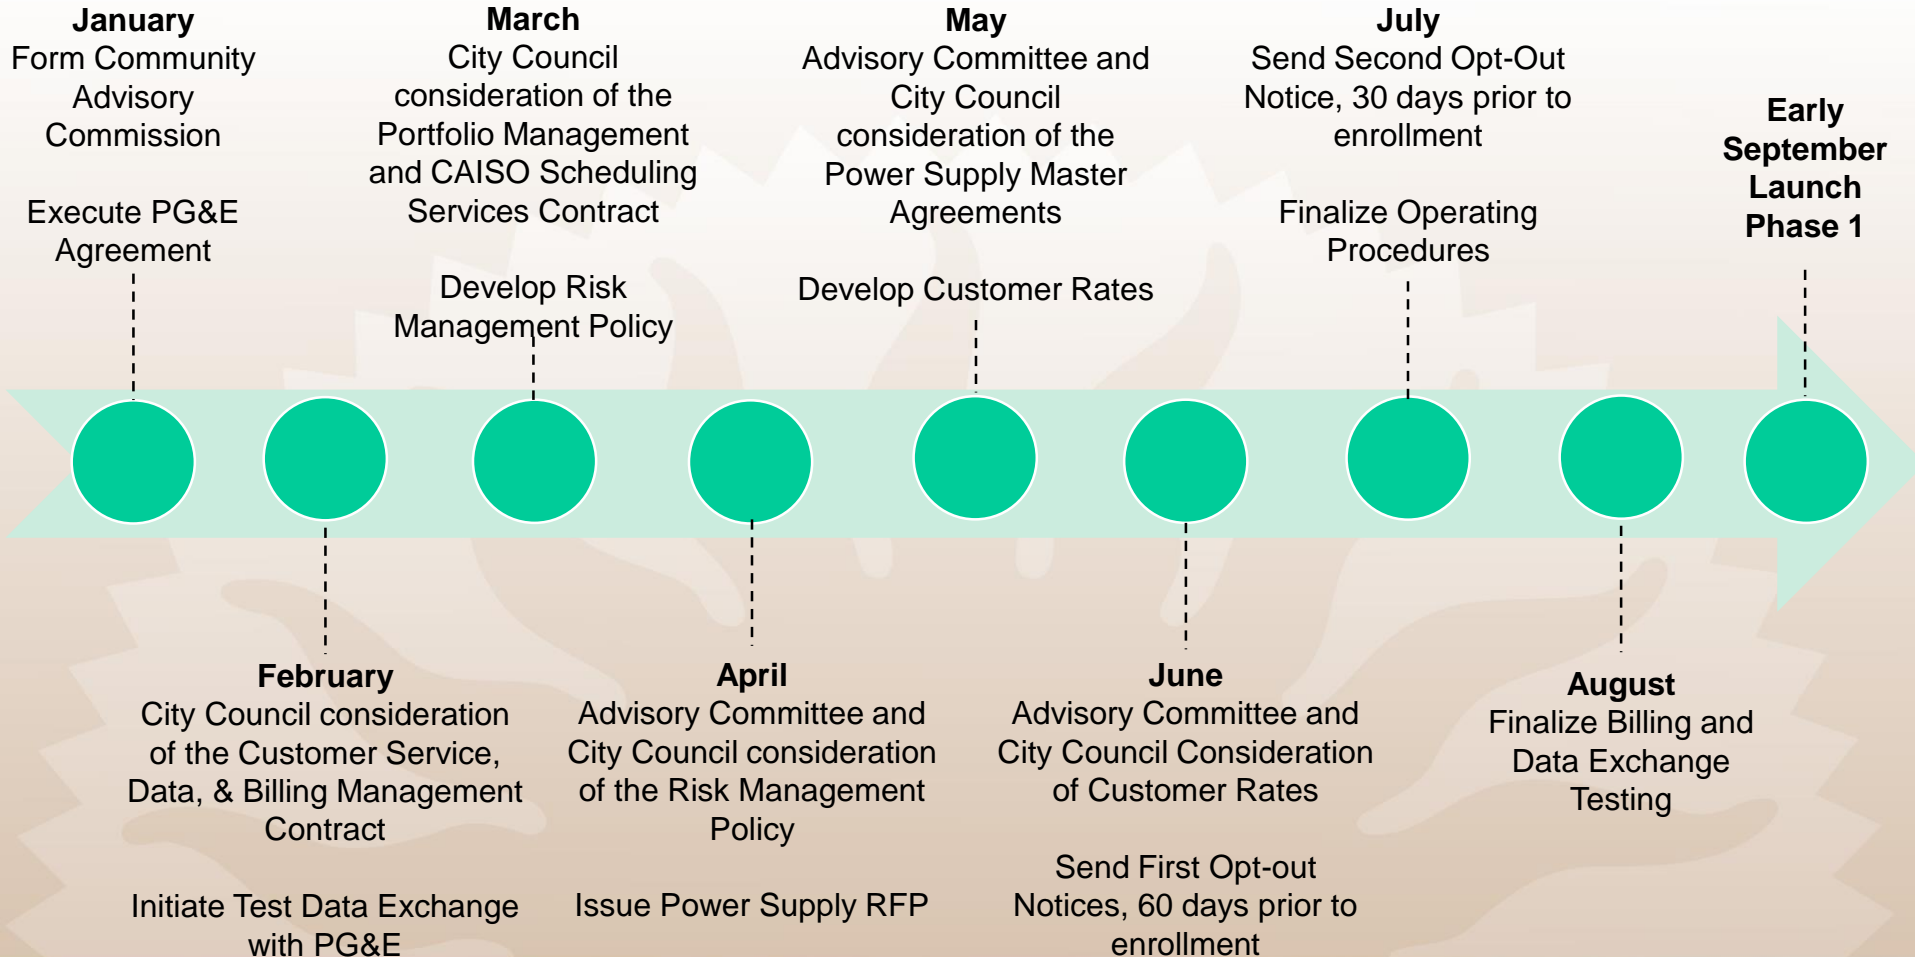 January
Form Community
Advisory
Commission
Execute PG&E
Agreement
March
City Council
consideration of the
Portfolio Management
and CAISO Scheduling
Services Contract
Develop Risk
Management Policy
May
Advisory Committee and
City Council
consideration of the
Power Supply Master
Agreements
Develop Customer Rates
July
Send Second Opt-Out
Notice, 30 days prior to
enrollment
Finalize Operating
Procedures
Early
September
Launch
Phase 1
February
City Council consideration
of the Customer Service,
Data, & Billing Management
Contract
Initiate Test Data Exchange
with PG&E
April
Advisory Committee and
City Council consideration
of the Risk Management
Policy
Issue Power Supply RFP
June
Advisory Committee and
City Council Consideration
of Customer Rates
Send First Opt-out
Notices, 60 days prior to
enrollment
August
Finalize Billing and
Data Exchange
Testing